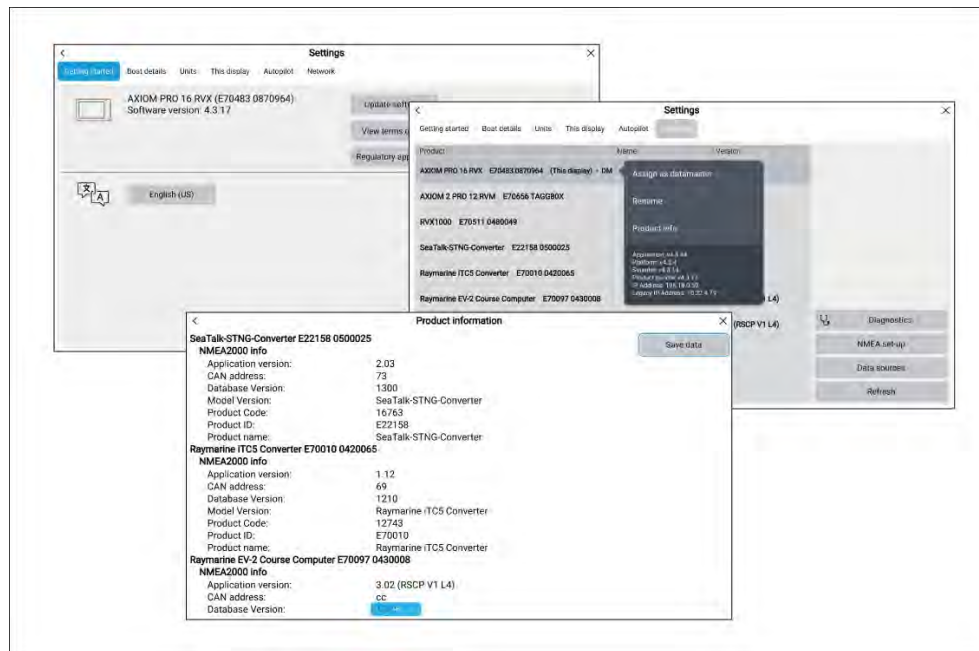 Settings
Getting started Boat details Units This display Autopilot Network
AXIOM PRO 16 RVX (E70483 0870964)
Software version: 4.3.17
Update soft
View terms o
Regulatory app
English (US)
Settings
Getting started Boat details Units This display Autopilot
Product Name Version
AXIOM PRO 16 RVX E70483 0870964 (This display) - DM
AXIOM 2 PRO 12 RVM E70656 TAGG80X
RVX1000 E70511 0480049
SeaTalk-STNG-Converter E22158 0500025
Raymarine iTC5 Converter E70010 0420065
Raymarine EV-2 Course Computer E70097 0430008
Assign as datamaster
Rename
Product info
L4)
(RSCP V1 L4)
Diagnostics
NMEA set-up
Data sources
Refresh
Product information
Save data
SeaTalk-STNG-Converter E22158 0500025
NMEA2000 info
Application version: 2.03
CAN address: 73
Database Version: 1300
Model Version: SeaTalk-STNG-Converter
Product Code: 16763
Product ID: E22158
Product name: SeaTalk-STNG-Converter
Raymarine iTC5 Converter E70010 0420065
NMEA2000 info
Application version: 1.12
CAN address: 69
Database Version: 1210
Model Version: Raymarine iTC5 Converter
Product Code: 12743
Product ID: E70010
Product name: Raymarine iTC5 Converter
Raymarine EV-2 Course Computer E70097 0430008
NMEA2000 info
Application version: 3.02 (RSCP V1 L4)
CAN address: cc
Database Version: